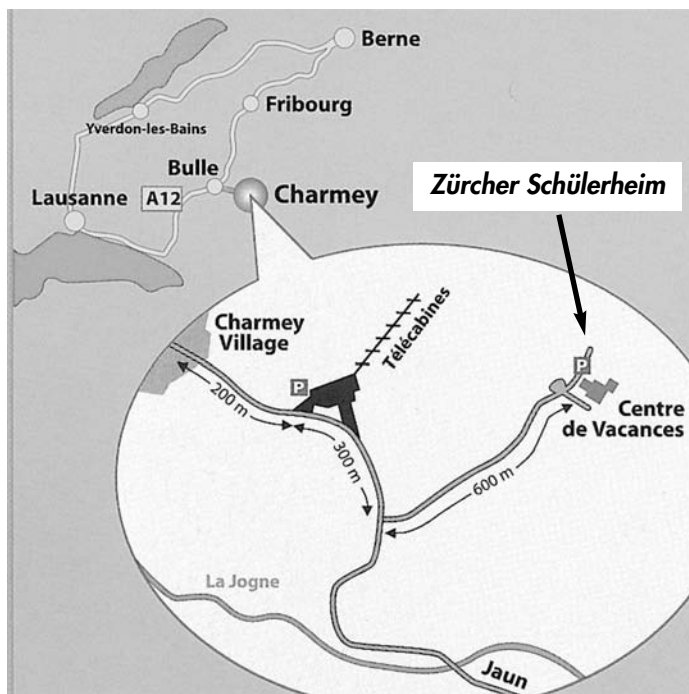 Berne
Fribourg
Yverdon-les-Bains
Bulle
Lausanne
A12
Charmey
Zürcher Schülerheim
Charmey
Village
Télécabines
P
P
200 m
300 m
600 m
Centre
de Vacances
La Jogne
Jaun